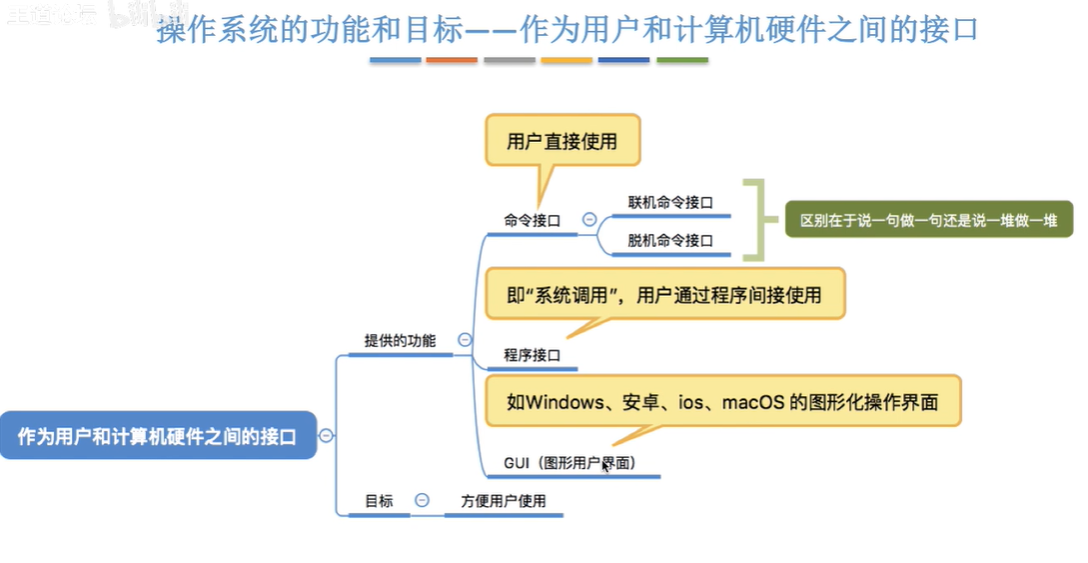 王道论坛 bilibili
操作系统的功能和目标——作为用户和计算机硬件之间的接口
用户直接使用
联机命令接口
命令接口
区别在于说一句做一句还是说一堆做一堆
脱机命令接口
即“系统调用”，用户通过程序间接使用
提供的功能
程序接口
如Windows、安卓、ios、macOS 的图形化操作界面
作为用户和计算机硬件之间的接口
GUI（图形用户界面）
目标
方便用户使用